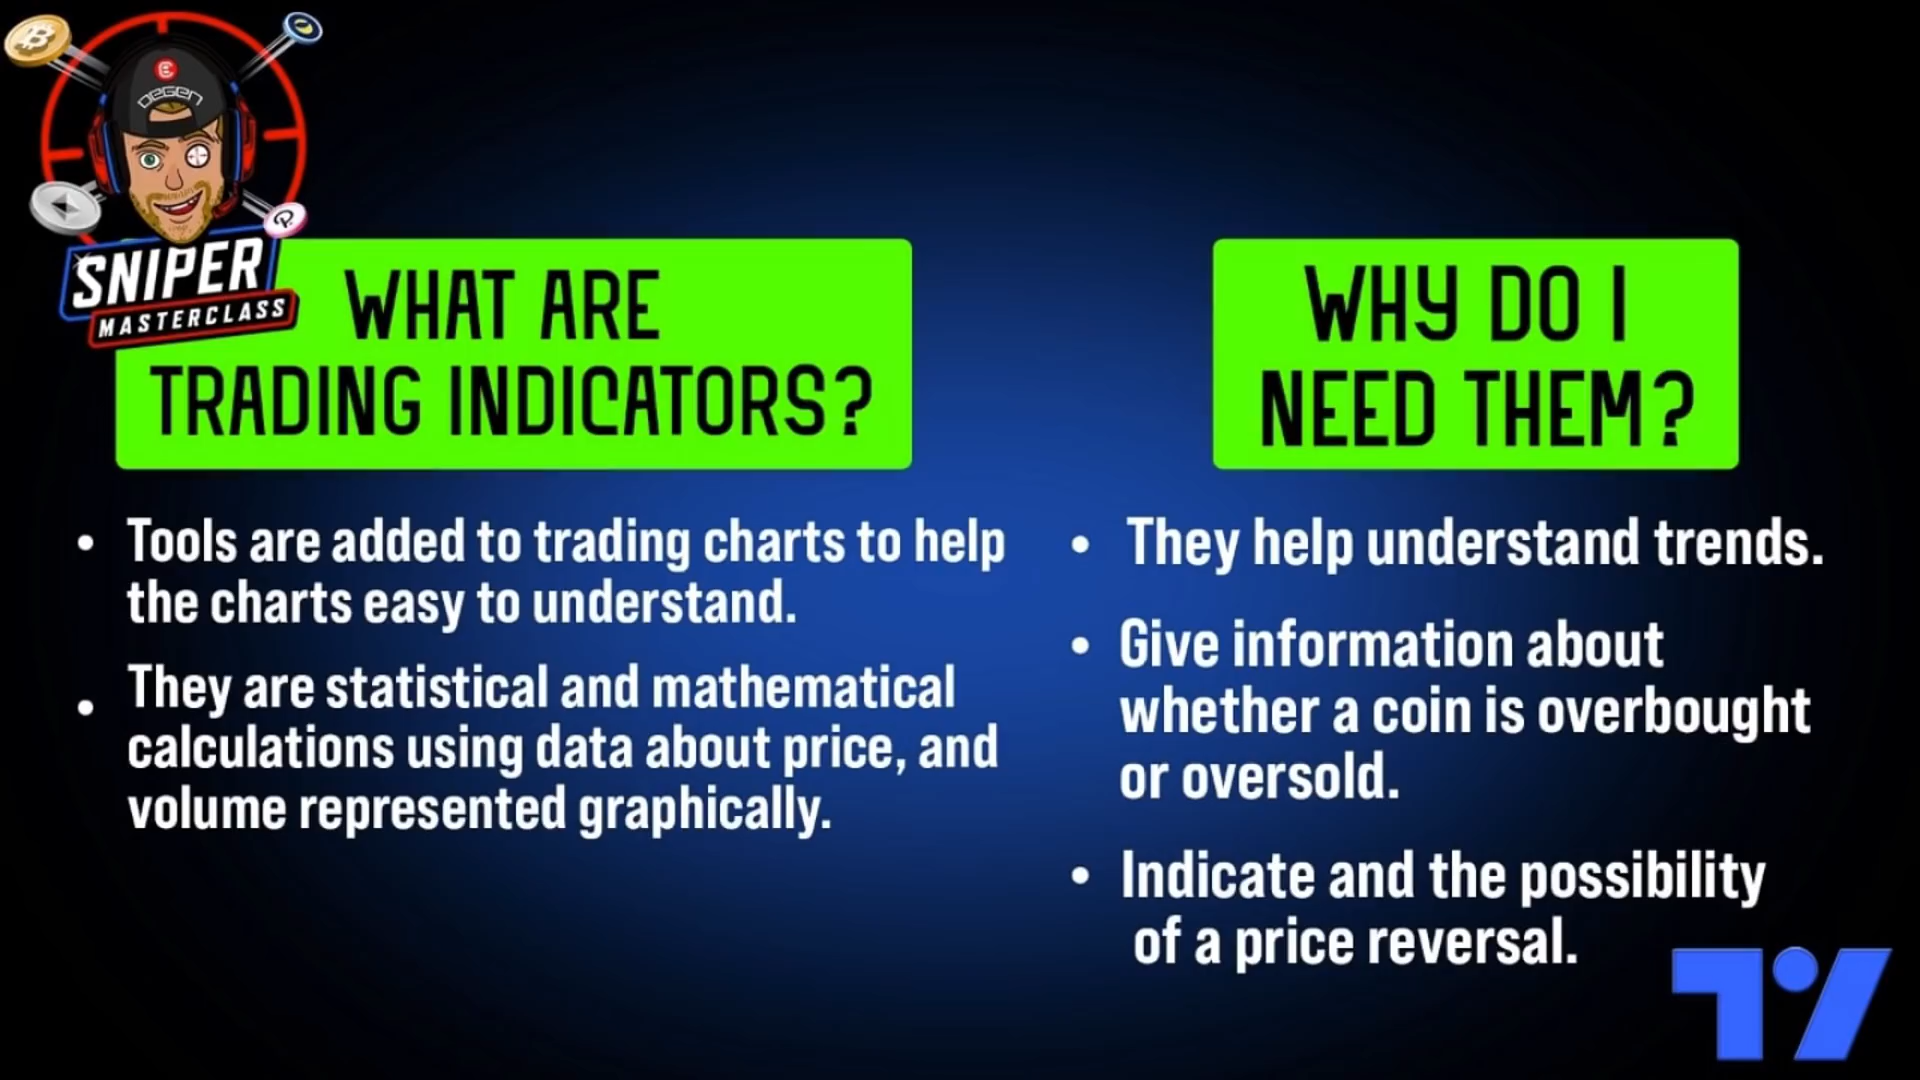 DEGEN
SNIPER
MASTERCLASS
WHAT ARE
TRADING INDICATORS?
• Tools are added to trading charts to help
the charts easy to understand.
• They are statistical and mathematical
calculations using data about price, and
volume represented graphically.
WHY DO I
NEED THEM?
• They help understand trends.
• Give information about
whether a coin is overbought
or oversold.
• Indicate and the possibility
of a price reversal.